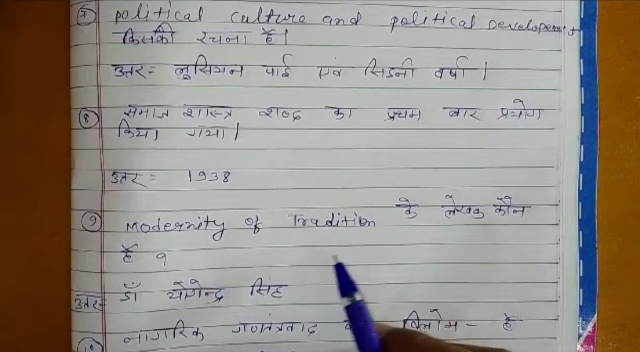 7 political culture and political Development
किसकी रचना है।
उत्तर = लुसियन पाई एवं सिडनी वर्बा।
8 समाज शास्त्र शब्द का प्रथम बार प्रयोग
किया गया।
उत्तर = 1938
9 Modernity of Tradition के लेखक कौन
है ?
उत्तर= डॉ योगेन्द्र सिंह
10 नागरिक गणतंत्रवाद विलोम - है